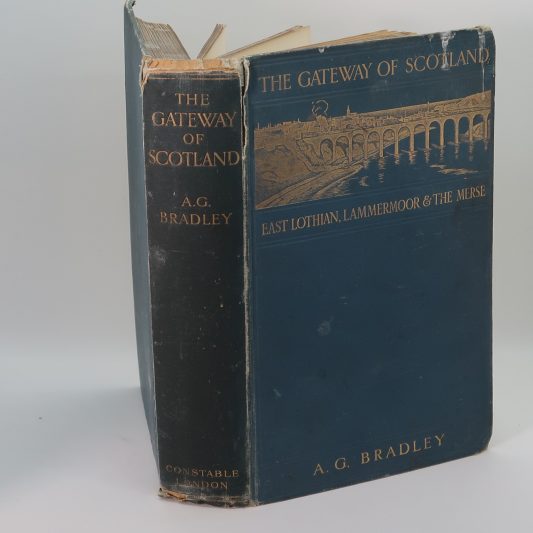 THE
GATEWAY
OF
SCOTLAND
A.G.
BRADLEY
CONSTABLE
LONDON
THE GATEWAY OF SCOTLAND
EAST LOTHIAN, LAMMERMOOR & THE MERSE
A. G. BRADLEY